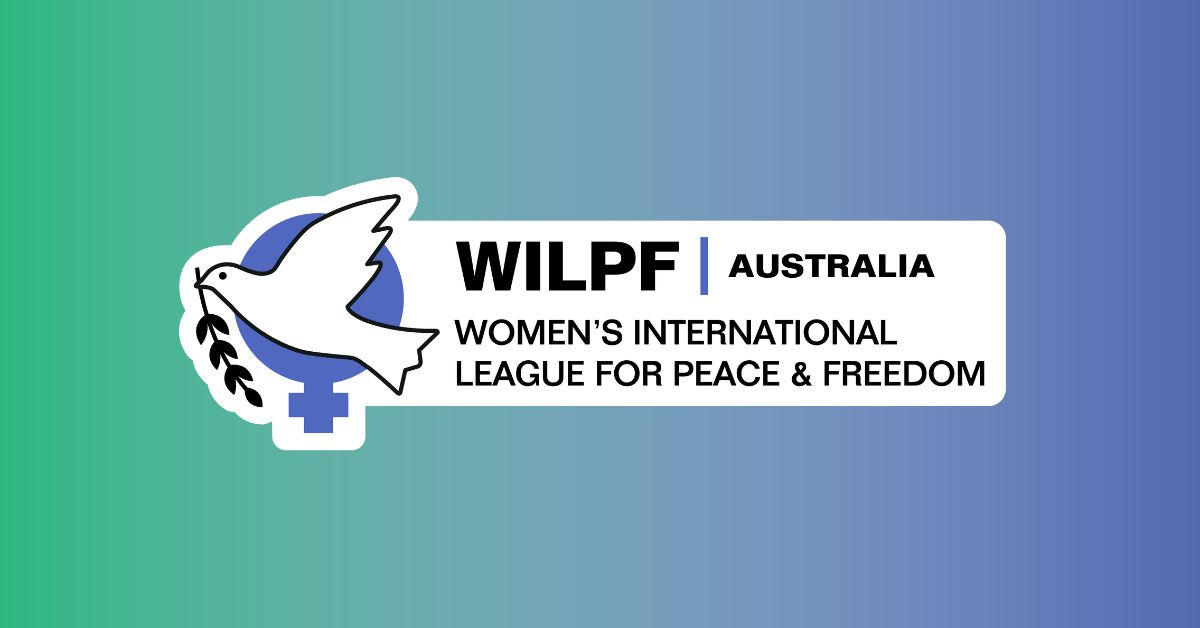 WILPF | AUSTRALIA
WOMEN’S INTERNATIONAL
LEAGUE FOR PEACE & FREEDOM